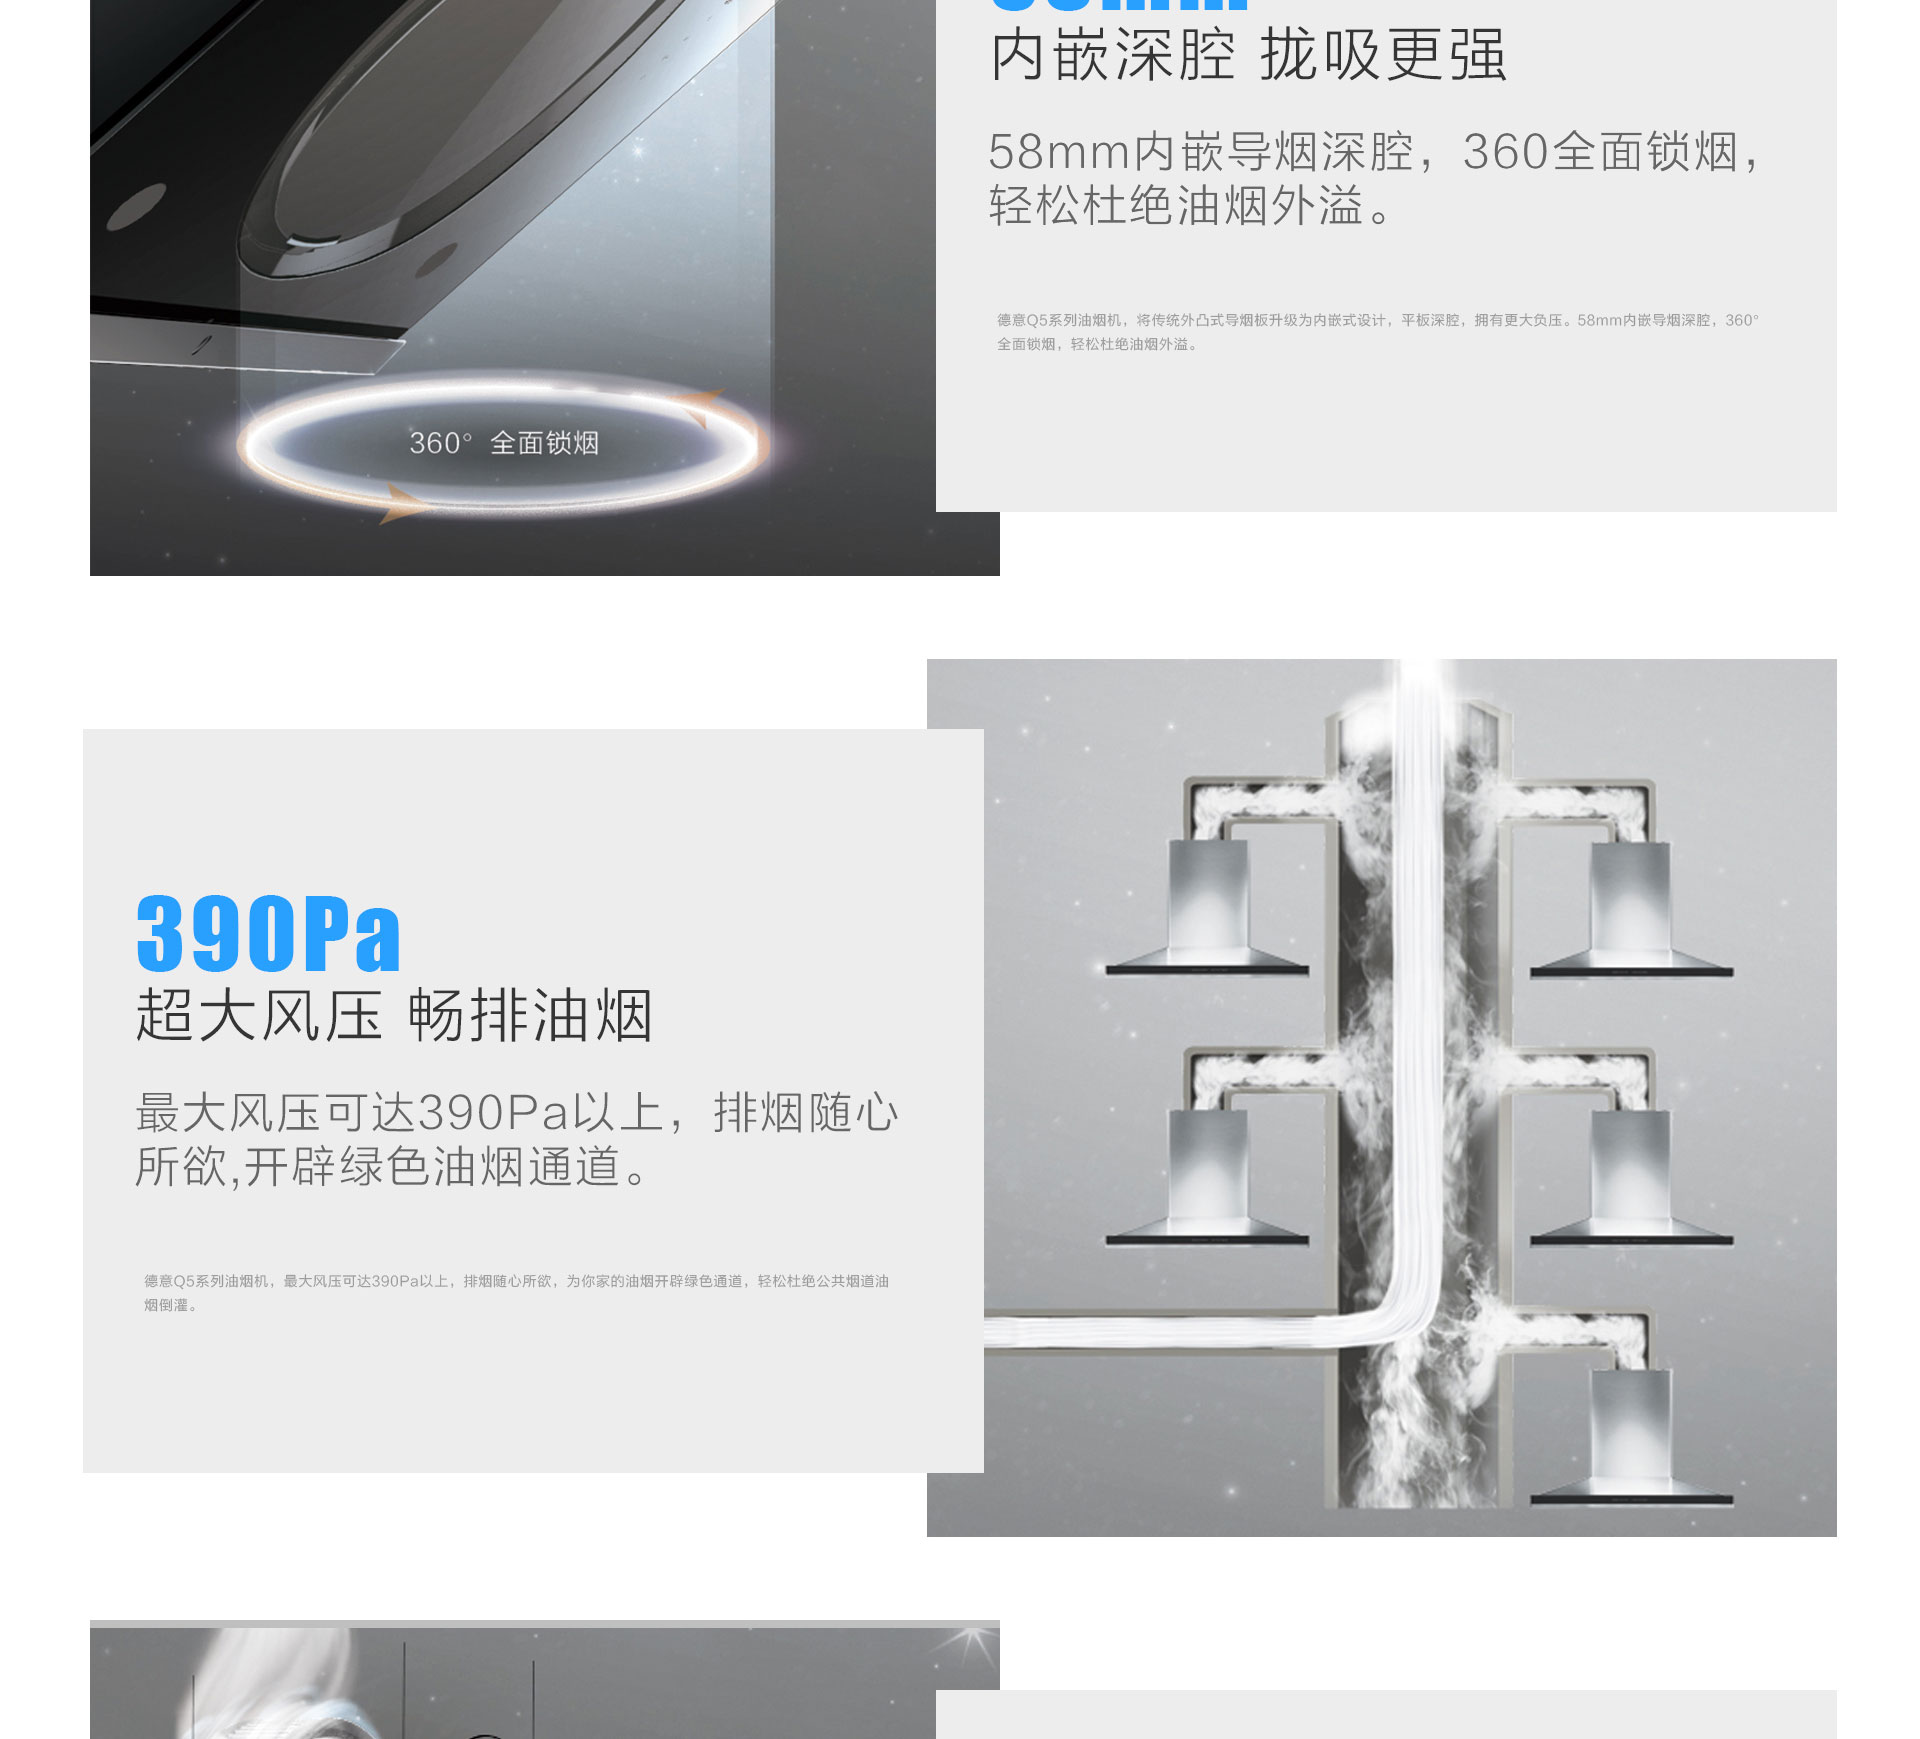 内嵌深腔 拢吸更强
58mm内嵌导烟深腔，360全面锁烟，
轻松杜绝油烟外溢。
德意Q5系列油烟机，将传统外凸式导烟板升级为内嵌式设计，平板深腔，拥有更大负压。58mm内嵌导烟深腔，360°
全面锁烟，轻松杜绝油烟外溢。
360° 全面锁烟
390Pa
超大风压 畅排油烟
最大风压可达390Pa以上，排烟随心
所欲,开辟绿色油烟通道。
德意Q5系列油烟机，最大风压可达390Pa以上，排烟随心所欲，为你家的油烟开辟绿色通道，轻松杜绝公共烟道油
烟倒灌。